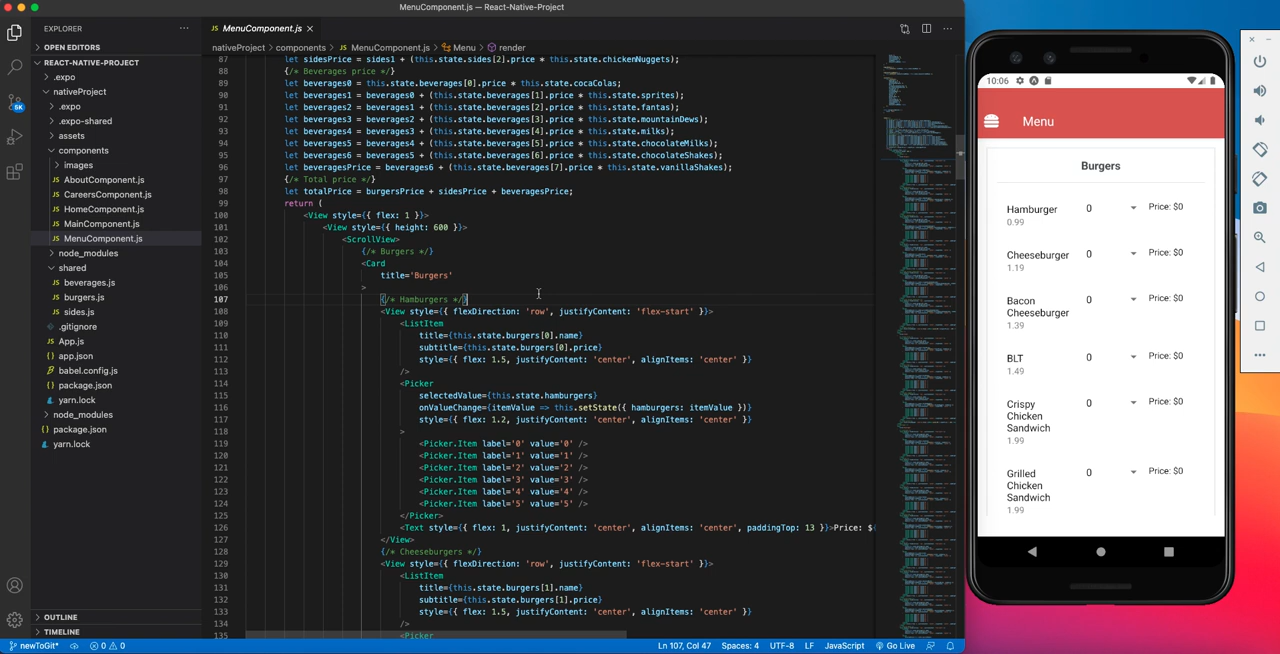 MenuComponent.js — React-Native-Project
EXPLORER
OPEN EDITORS
REACT-NATIVE-PROJECT
.expo
nativeProject
.expo
.expo-shared
assets
components
images
JS AboutComponent.js
JS CareersComponent.js
JS HomeComponent.js
JS MainComponent.js
JS MenuComponent.js
node_modules
shared
JS beverages.js
JS burgers.js
JS sides.js
.gitignore
JS App.js
{} app.json
babel.config.js
{} package.json
yarn.lock
node_modules
{} package.json
yarn.lock
OUTLINE
TIMELINE
5K
JS MenuComponent.js
nativeProject > components > JS MenuComponent.js > Menu > render
87 let sidesPrice = sides1 + (this.state.sides[2].price * this.state.chickenNuggets);
88 {/* Beverages price */}
89 let beverages0 = this.state.beverages[0].price * this.state.cocaColas;
90 let beverages1 = beverages0 + (this.state.beverages[1].price * this.state.sprites);
91 let beverages2 = beverages1 + (this.state.beverages[2].price * this.state.fantas);
92 let beverages3 = beverages2 + (this.state.beverages[3].price * this.state.mountainDews);
93 let beverages4 = beverages3 + (this.state.beverages[4].price * this.state.milks);
94 let beverages5 = beverages4 + (this.state.beverages[5].price * this.state.chocolateMilks);
95 let beverages6 = beverages5 + (this.state.beverages[6].price * this.state.chocolateShakes);
96 let beveragesPrice = beverages6 + (this.state.beverages[7].price * this.state.vanillaShakes);
97 {/* Total price */}
98 let totalPrice = burgersPrice + sidesPrice + beveragesPrice;
99 return (
100 <View style={{ flex: 1 }}>
101 <View style={{ height: 600 }}>
102 <ScrollView>
103 {/* Burgers */}
104 <Card
105 title='Burgers'
106 >
107 {/* Hamburgers */}
108 <View style={{ flexDirection: 'row', justifyContent: 'flex-start' }}>
109 <ListItem
110 title={this.state.burgers[0].name}
111 subtitle={this.state.burgers[0].price}
112 style={{ flex: 1.5, justifyContent: 'center', alignItems: 'center' }}
113 />
114 <Picker
115 selectedValue={this.state.hamburgers}
116 onValueChange={itemValue => this.setState({ hamburgers: itemValue })}
117 style={{ flex: 1.2, justifyContent: 'center', alignItems: 'center' }}
118 >
119 <Picker.Item label='0' value='0' />
120 <Picker.Item label='1' value='1' />
121 <Picker.Item label='2' value='2' />
122 <Picker.Item label='3' value='3' />
123 <Picker.Item label='4' value='4' />
124 <Picker.Item label='5' value='5' />
125 </Picker>
126 <Text style={{ flex: 1, justifyContent: 'center', alignItems: 'center', paddingTop: 13 }}>Price: ${
127 </View>
128 {/* Cheeseburgers */}
129 <View style={{ flexDirection: 'row', justifyContent: 'flex-start' }}>
130 <ListItem
131 title={this.state.burgers[1].name}
132 subtitle={this.state.burgers[1].price}
133 style={{ flex: 1.5, justifyContent: 'center', alignItems: 'center' }}
134 />
135 <Picker
newToGit* 0 0
Ln 107, Col 47 Spaces: 4 UTF-8 LF JavaScript Go Live
10:06
Menu
Burgers
Hamburger 0 Price: $0
0.99
Cheeseburger 0 Price: $0
1.19
Bacon 0 Price: $0
Cheeseburger
1.39
BLT 0 Price: $0
1.49
Crispy 0 Price: $0
Chicken
Sandwich
1.99
Grilled 0 Price: $0
Chicken
Sandwich
1.99